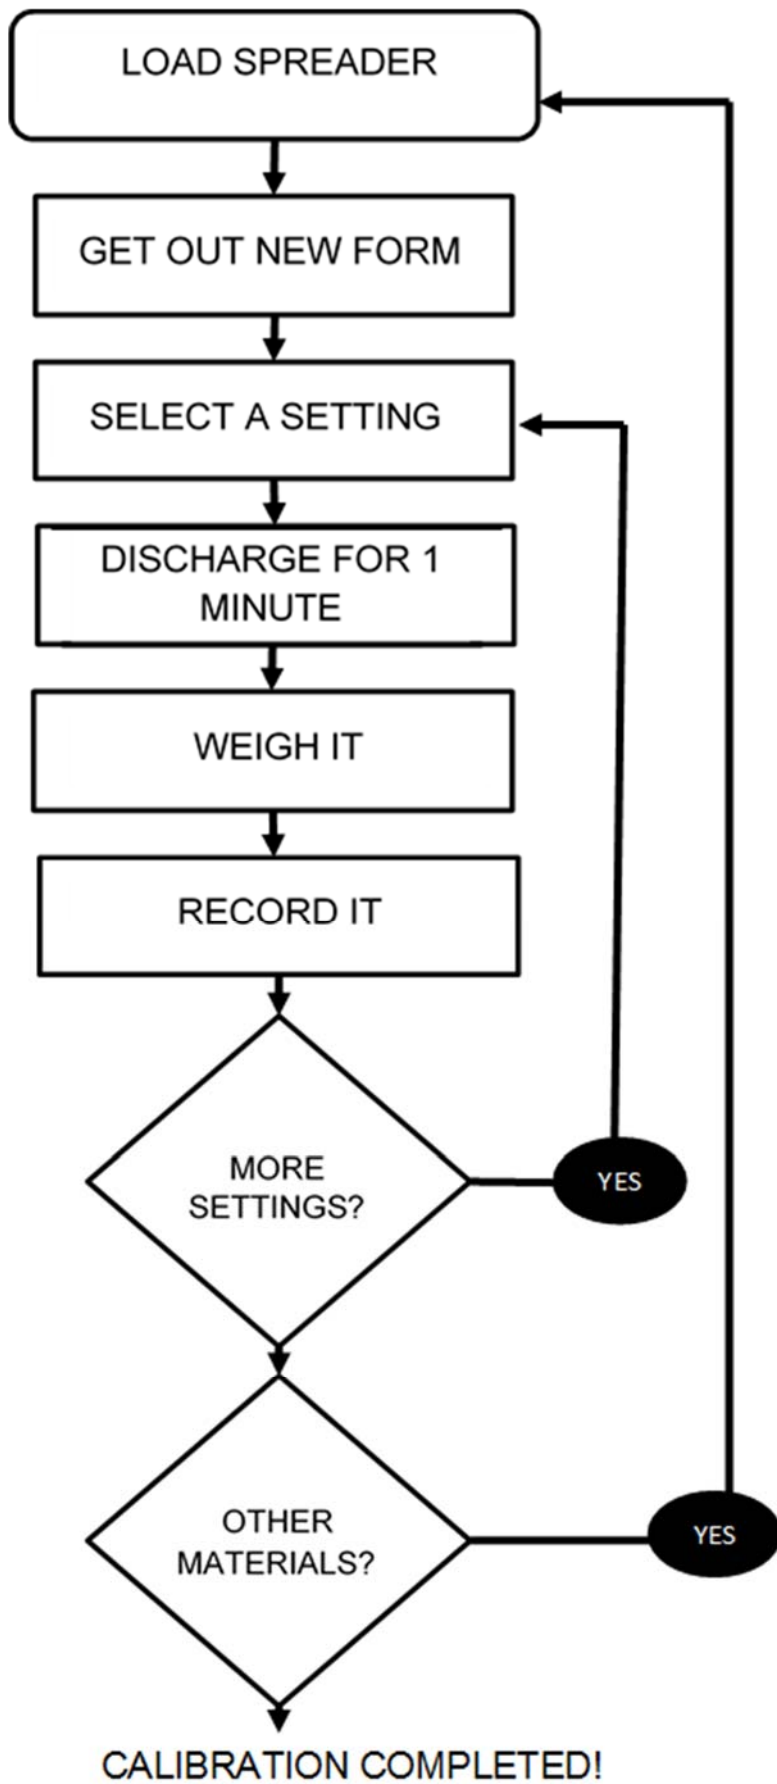 LOAD SPREADER
GET OUT NEW FORM
SELECT A SETTING
DISCHARGE FOR 1
MINUTE
WEIGH IT
RECORD IT
MORE
SETTINGS?
YES
OTHER
MATERIALS?
YES
CALIBRATION COMPLETED!